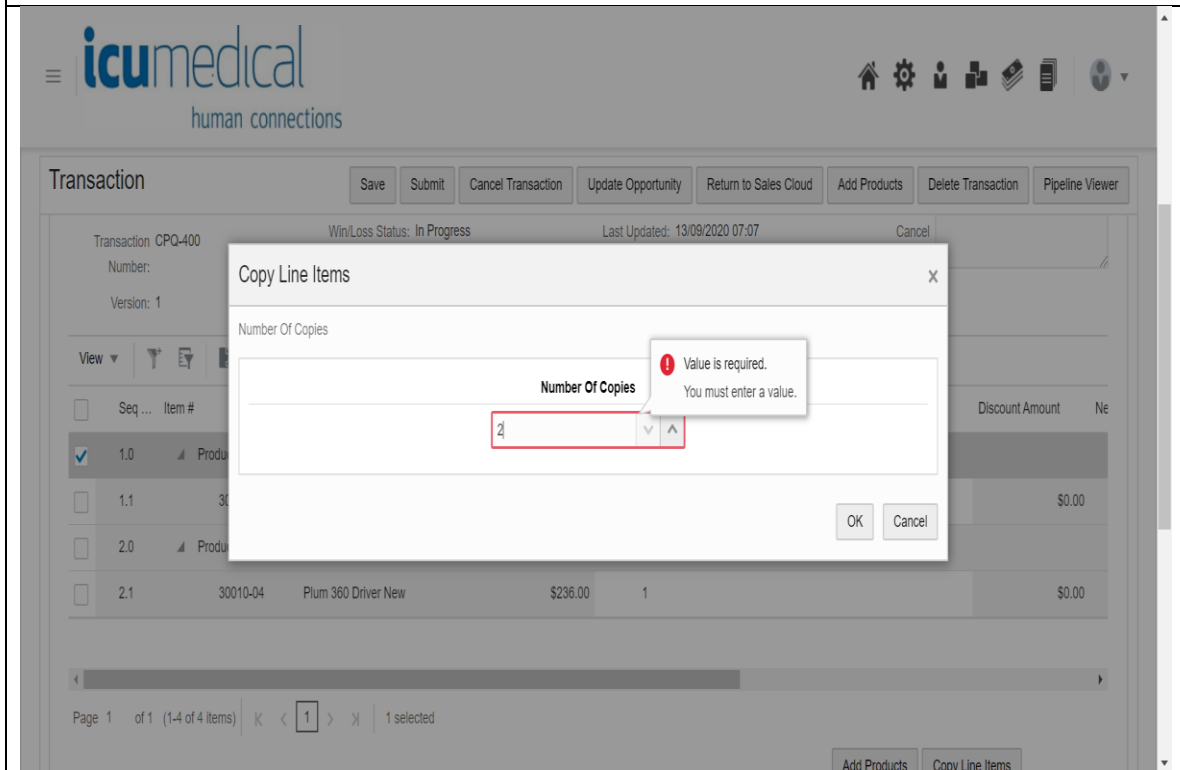 icumedical
human connections
Transaction
Save Submit Cancel Transaction Update Opportunity Return to Sales Cloud Add Products Delete Transaction Pipeline Viewer
Transaction CPQ-400 Win/Loss Status: In Progress Last Updated: 13/09/2020 07:07 Cancel
Number:
Version: 1
Copy Line Items x
Number Of Copies
View
Value is required.
You must enter a value.
Number Of Copies
2
Seq ... Item # Discount Amount Ne
1.0 Produ
1.1 30 $0.00
OK Cancel
2.0 Produ
2.1 30010-04 Plum 360 Driver New $236.00 1 $0.00
Page 1 of 1 (1-4 of 4 items) K < 1 > 1 selected
Add Products Copy Line Items